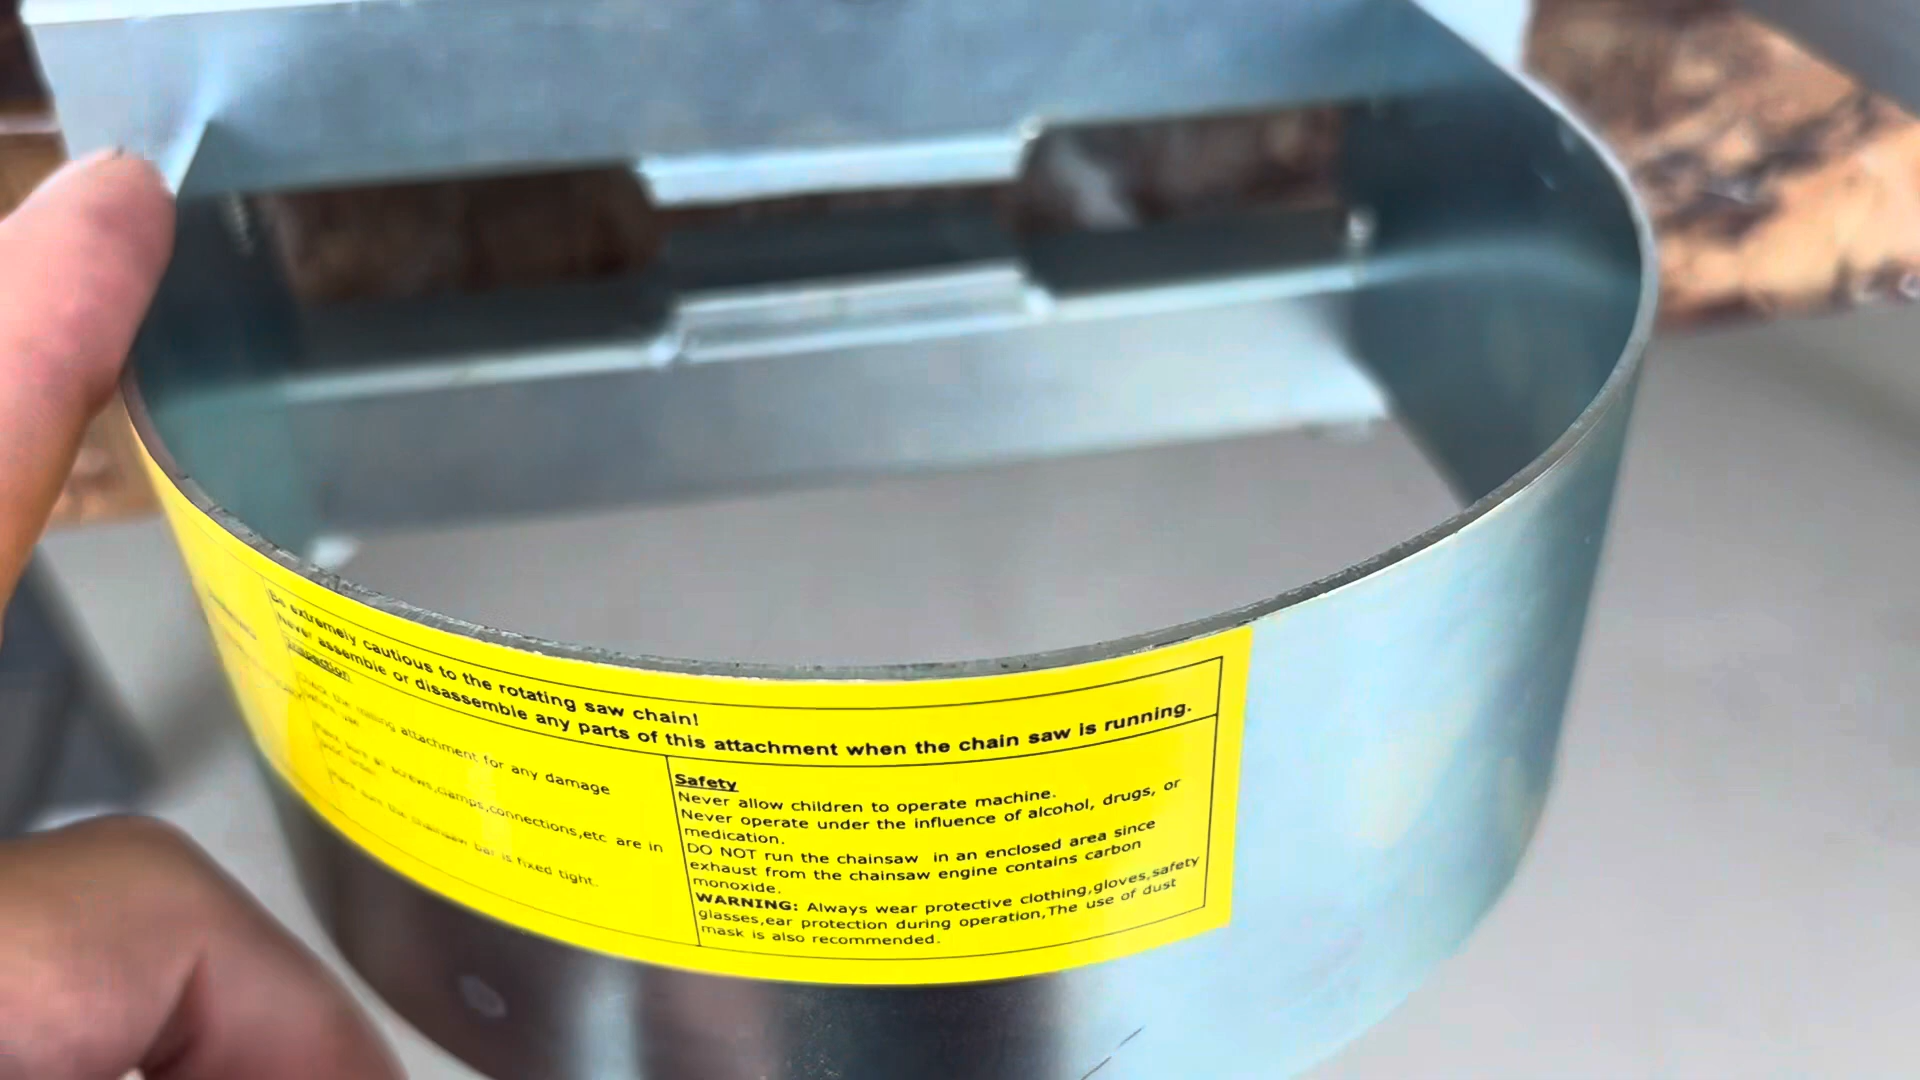 Be extremely cautious to the rotating saw chain!
Never assemble or disassemble any parts of this attachment when the chain saw is running.
Inspection
Check the milling attachment for any damage
before use
Make sure all screws,clamps,connections,etc are in
Make sure the chainsaw bar is fixed tight.
Safety
Never allow children to operate machine.
Never operate under the influence of alcohol, drugs, or
medication.
DO NOT run the chainsaw in an enclosed area since
exhaust from the chainsaw engine contains carbon
monoxide.
WARNING: Always wear protective clothing,gloves,safety
glasses,ear protection during operation,The use of dust
mask is also recommended.